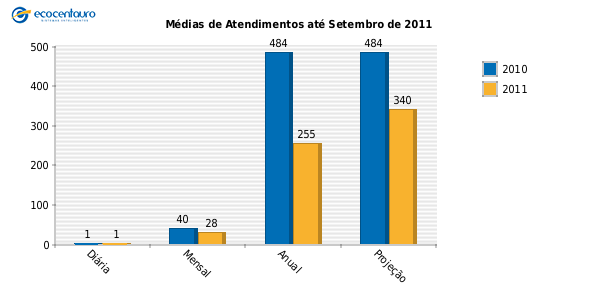 ecocentauro
Médias de Atendimentos até Setembro de 2011
500
400
300
200
100
0
1
1
40
28
484
255
484
340
Diária
Mensal
Anual
Projeção
2010
2011